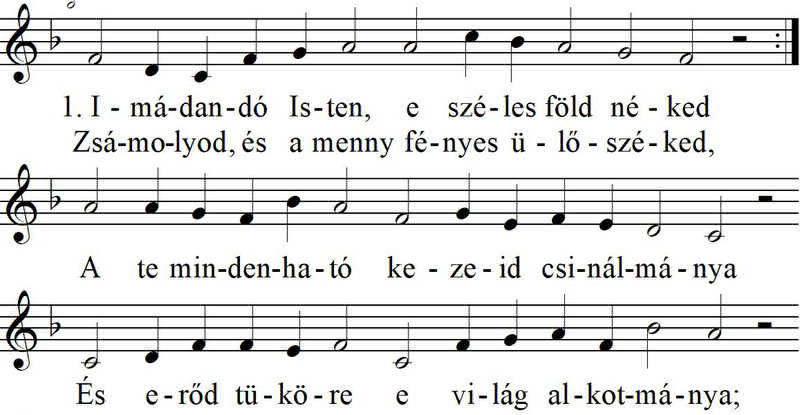 1. I - má-dan-dó Is-ten, e szé-les föld né - ked
Zsá-mo-lyod, és a menny fé-nyes ü - lő - szé-ked,
A te min-den-ha-tó ke - ze-id csi-nál-má-nya
És e-rőd tü-kö-re e vi-lág al-kot-má-nya;